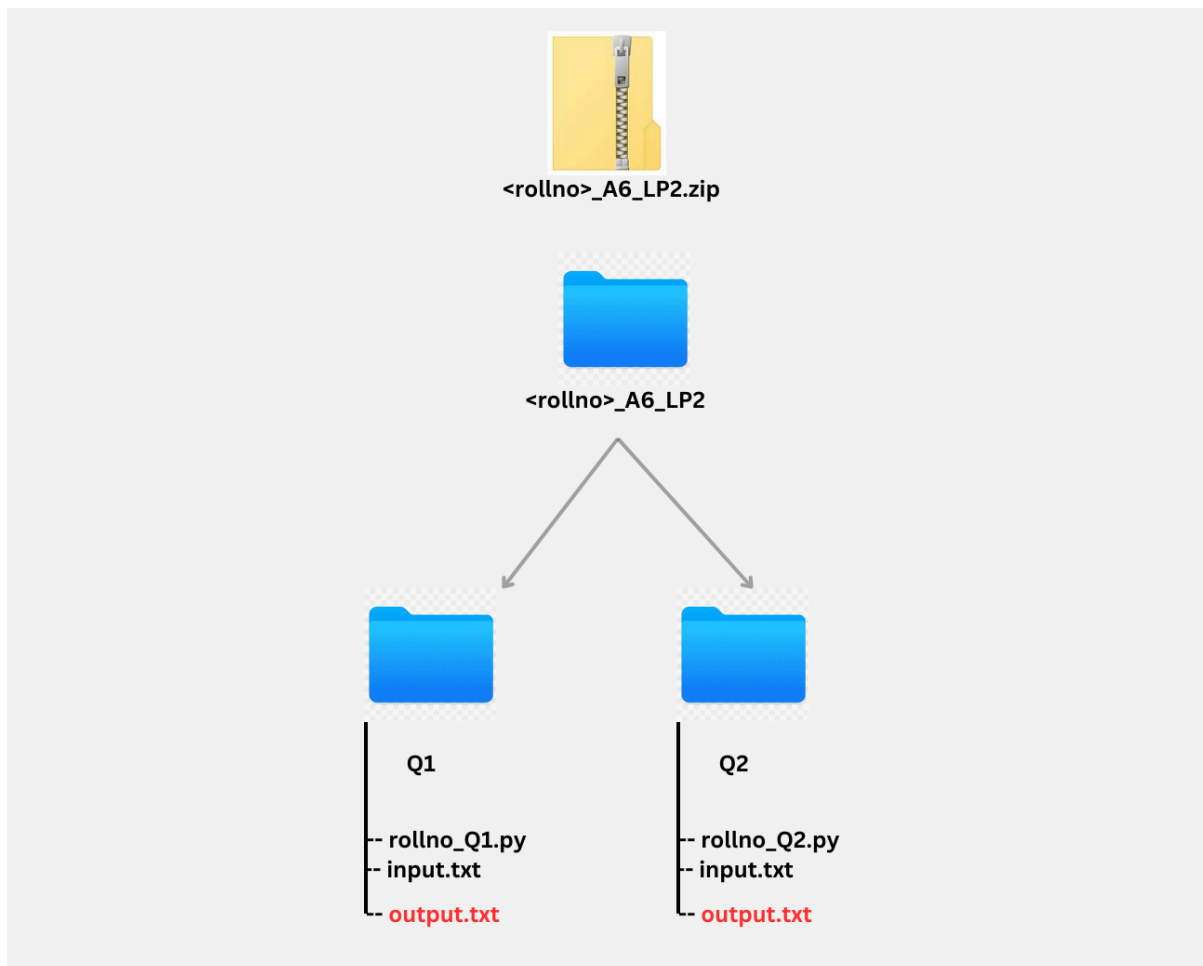 <rollno>_A6_LP2.zip
<rollno>_A6_LP2
Q1
Q2
-- rollno_Q1.py
-- input.txt
-- output.txt
-- rollno_Q2.py
-- input.txt
-- output.txt